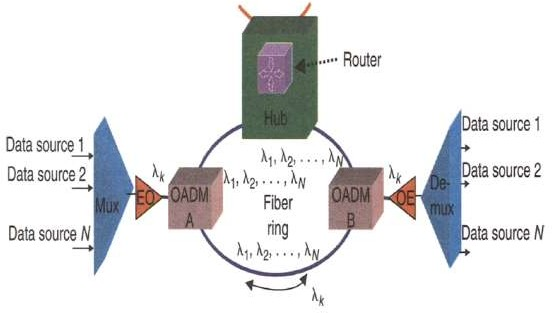 Router
Hub
Data source 1
Data source 2
Data source N
Mux
EO
λk
OADM
A
λ1, λ2, . . . , λN
λ1, λ2, . . . , λN
Fiber
ring
λ1, λ2, . . . , λN
λk
OADM
B
λk
OE
De-
mux
Data source 1
Data source 2
Data source N